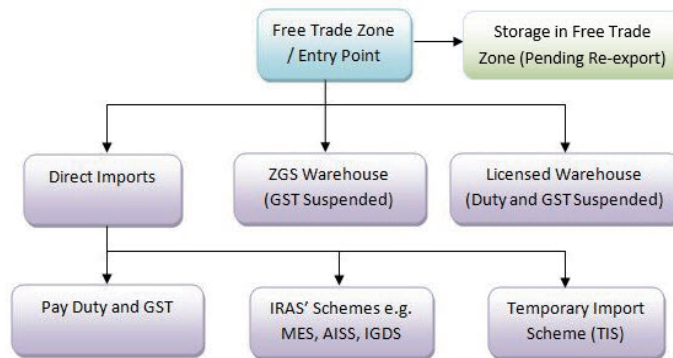 Free Trade Zone
/ Entry Point
Storage in Free Trade
Zone (Pending Re-export)
Direct Imports
ZGS Warehouse
(GST Suspended)
Licensed Warehouse
(Duty and GST Suspended)
Pay Duty and GST
IRAS' Schemes e.g.
MES, AISS, IGDS
Temporary Import
Scheme (TIS)